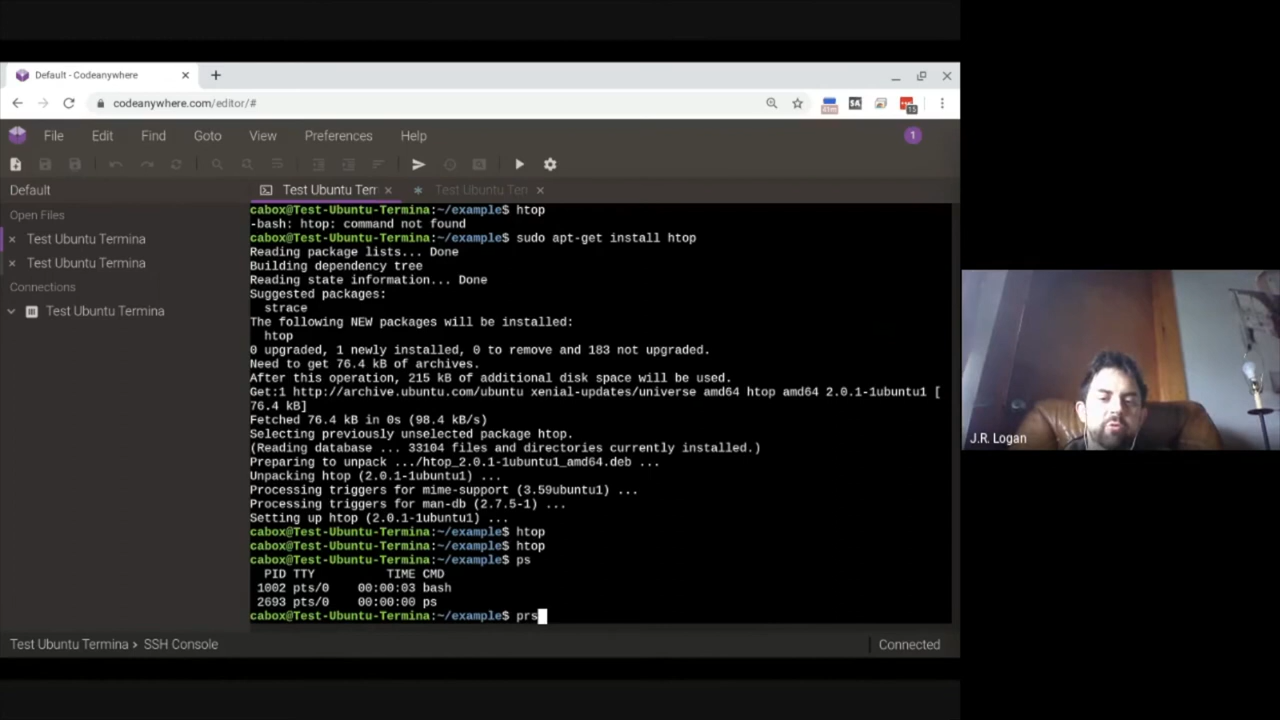 Default - Codeanywhere
codeanywhere.com/editor/#
File Edit Find Goto View Preferences Help
1
Default
Test Ubuntu Terr
Test Ubuntu Terr
Open Files
Test Ubuntu Termina
Test Ubuntu Termina
Connections
Test Ubuntu Termina
cabox@Test-Ubuntu-Termina:~/example$ htop
-bash: htop: command not found
cabox@Test-Ubuntu-Termina:~/example$ sudo apt-get install htop
Reading package lists... Done
Building dependency tree
Reading state information... Done
Suggested packages:
strace
The following NEW packages will be installed:
htop
0 upgraded, 1 newly installed, 0 to remove and 183 not upgraded.
Need to get 76.4 kB of archives.
After this operation, 215 kB of additional disk space will be used.
Get:1 http://archive.ubuntu.com/ubuntu xenial-updates/universe amd64 htop amd64 2.0.1-1ubuntu1 [
76.4 kB]
Fetched 76.4 kB in 0s (98.4 kB/s)
Selecting previously unselected package htop.
(Reading database ... 33104 files and directories currently installed.)
Preparing to unpack .../htop_2.0.1-1ubuntu1_amd64.deb ...
Unpacking htop (2.0.1-1ubuntu1) ...
Processing triggers for mime-support (3.59ubuntu1) ...
Processing triggers for man-db (2.7.5-1) ...
Setting up htop (2.0.1-1ubuntu1) ...
cabox@Test-Ubuntu-Termina:~/example$ htop
cabox@Test-Ubuntu-Termina:~/example$ htop
cabox@Test-Ubuntu-Termina:~/example$ ps
PID TTY TIME CMD
1002 pts/0 00:00:03 bash
2693 pts/0 00:00:00 ps
cabox@Test-Ubuntu-Termina:~/example$ prs
Test Ubuntu Termina › SSH Console
Connected
J.R. Logan